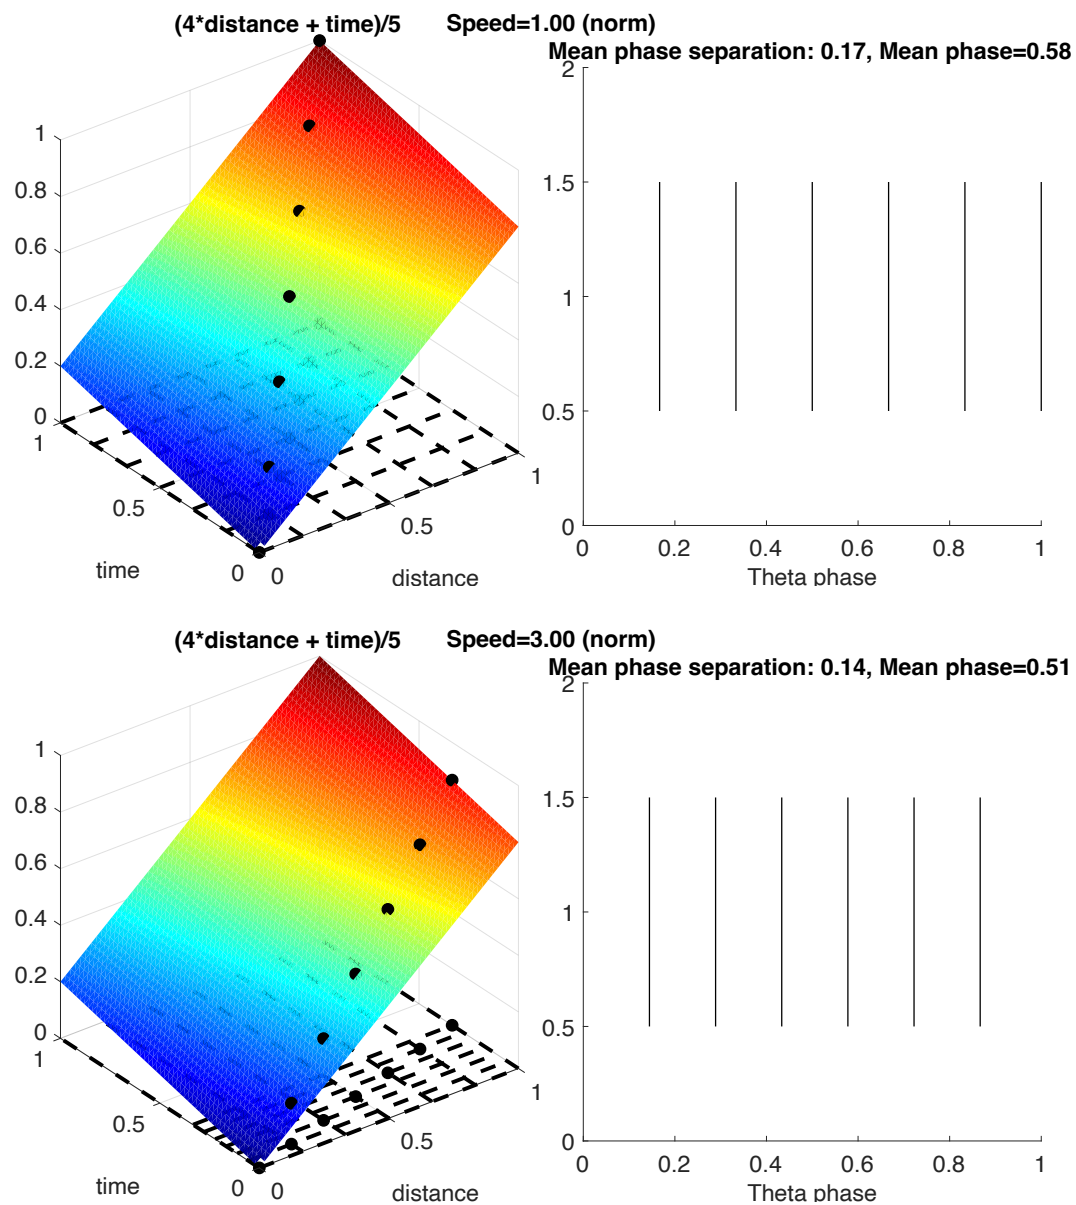 (4*distance + time)/5
Speed=1.00 (norm)
Mean phase separation: 0.17, Mean phase=0.58
1
0.8
0.6
0.4
0.2
0
1
0.5
0
time
0
0.5
1
distance
2
1.5
1
0.5
0
0 0.2 0.4 0.6 0.8 1
Theta phase
(4*distance + time)/5
Speed=3.00 (norm)
Mean phase separation: 0.14, Mean phase=0.51
1
0.8
0.6
0.4
0.2
0
1
0.5
0
time
0
0.5
1
distance
2
1.5
1
0.5
0
0 0.2 0.4 0.6 0.8 1
Theta phase